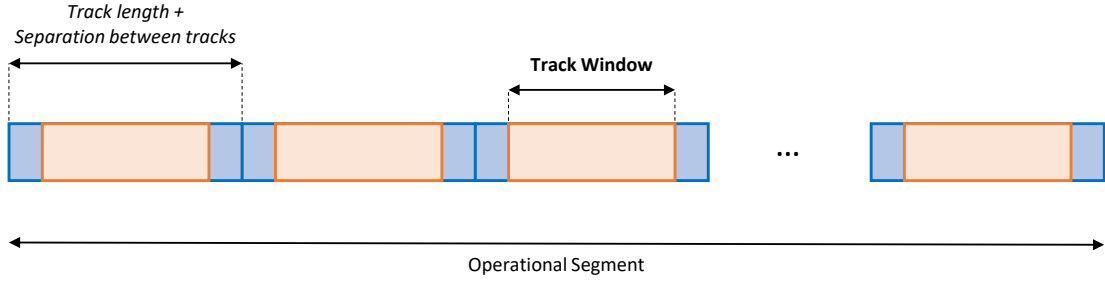 Track length +
Separation between tracks
Track Window
...
Operational Segment